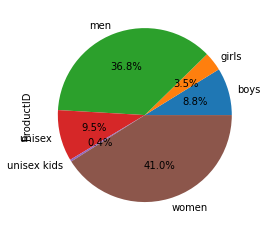 men
girls
36.8%
3.5%
boys
8.8%
ProductID
9.5%
unisex
0.4%
unisex kids
41.0%
women